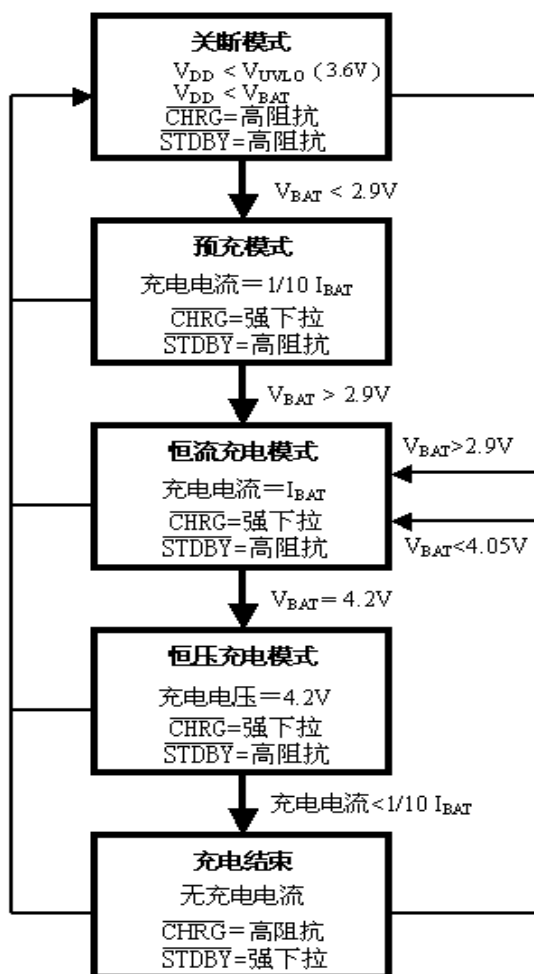 关断模式
VDD < VUVLO (3.6V)
VDD < VBAT
CHRG=高阻抗
STDBY=高阻抗
VBAT < 2.9V
预充模式
充电电流＝1/10 IBAT
CHRG=强下拉
STDBY=高阻抗
VBAT > 2.9V
恒流充电模式
充电电流＝IBAT
CHRG=强下拉
STDBY=高阻抗
VBAT>2.9V
VBAT<4.05V
VBAT＝4.2V
恒压充电模式
充电电压＝4.2V
CHRG=强下拉
STDBY=高阻抗
充电电流<1/10 IBAT
充电结束
无充电电流
CHRG=高阻抗
STDBY=强下拉